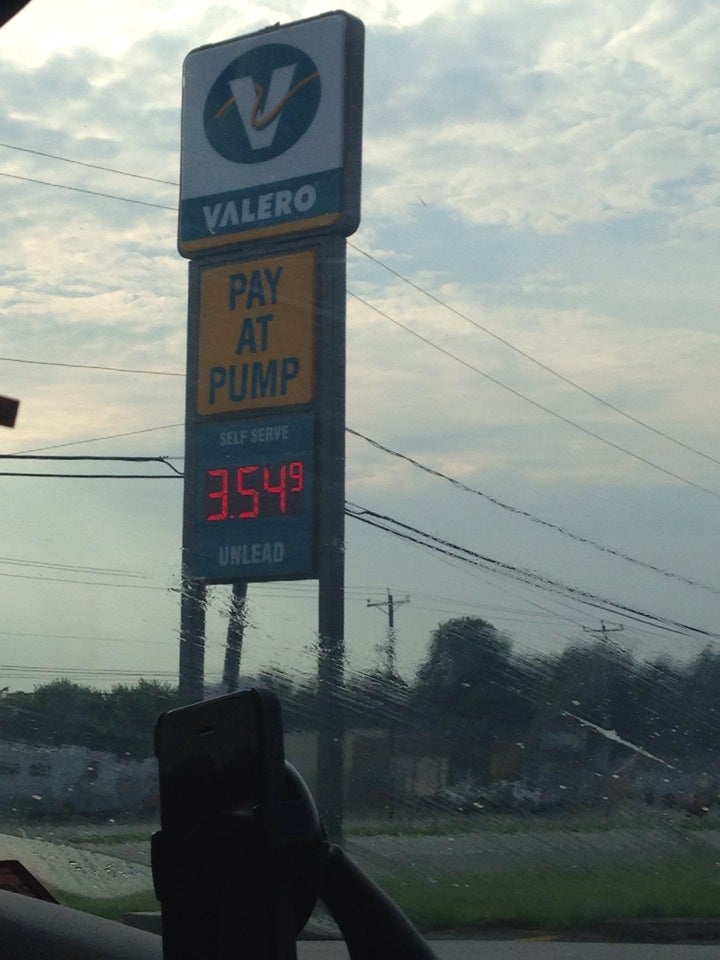 V
VALERO
PAY
AT
PUMP
SELF SERVE
3.549
UNLEAD